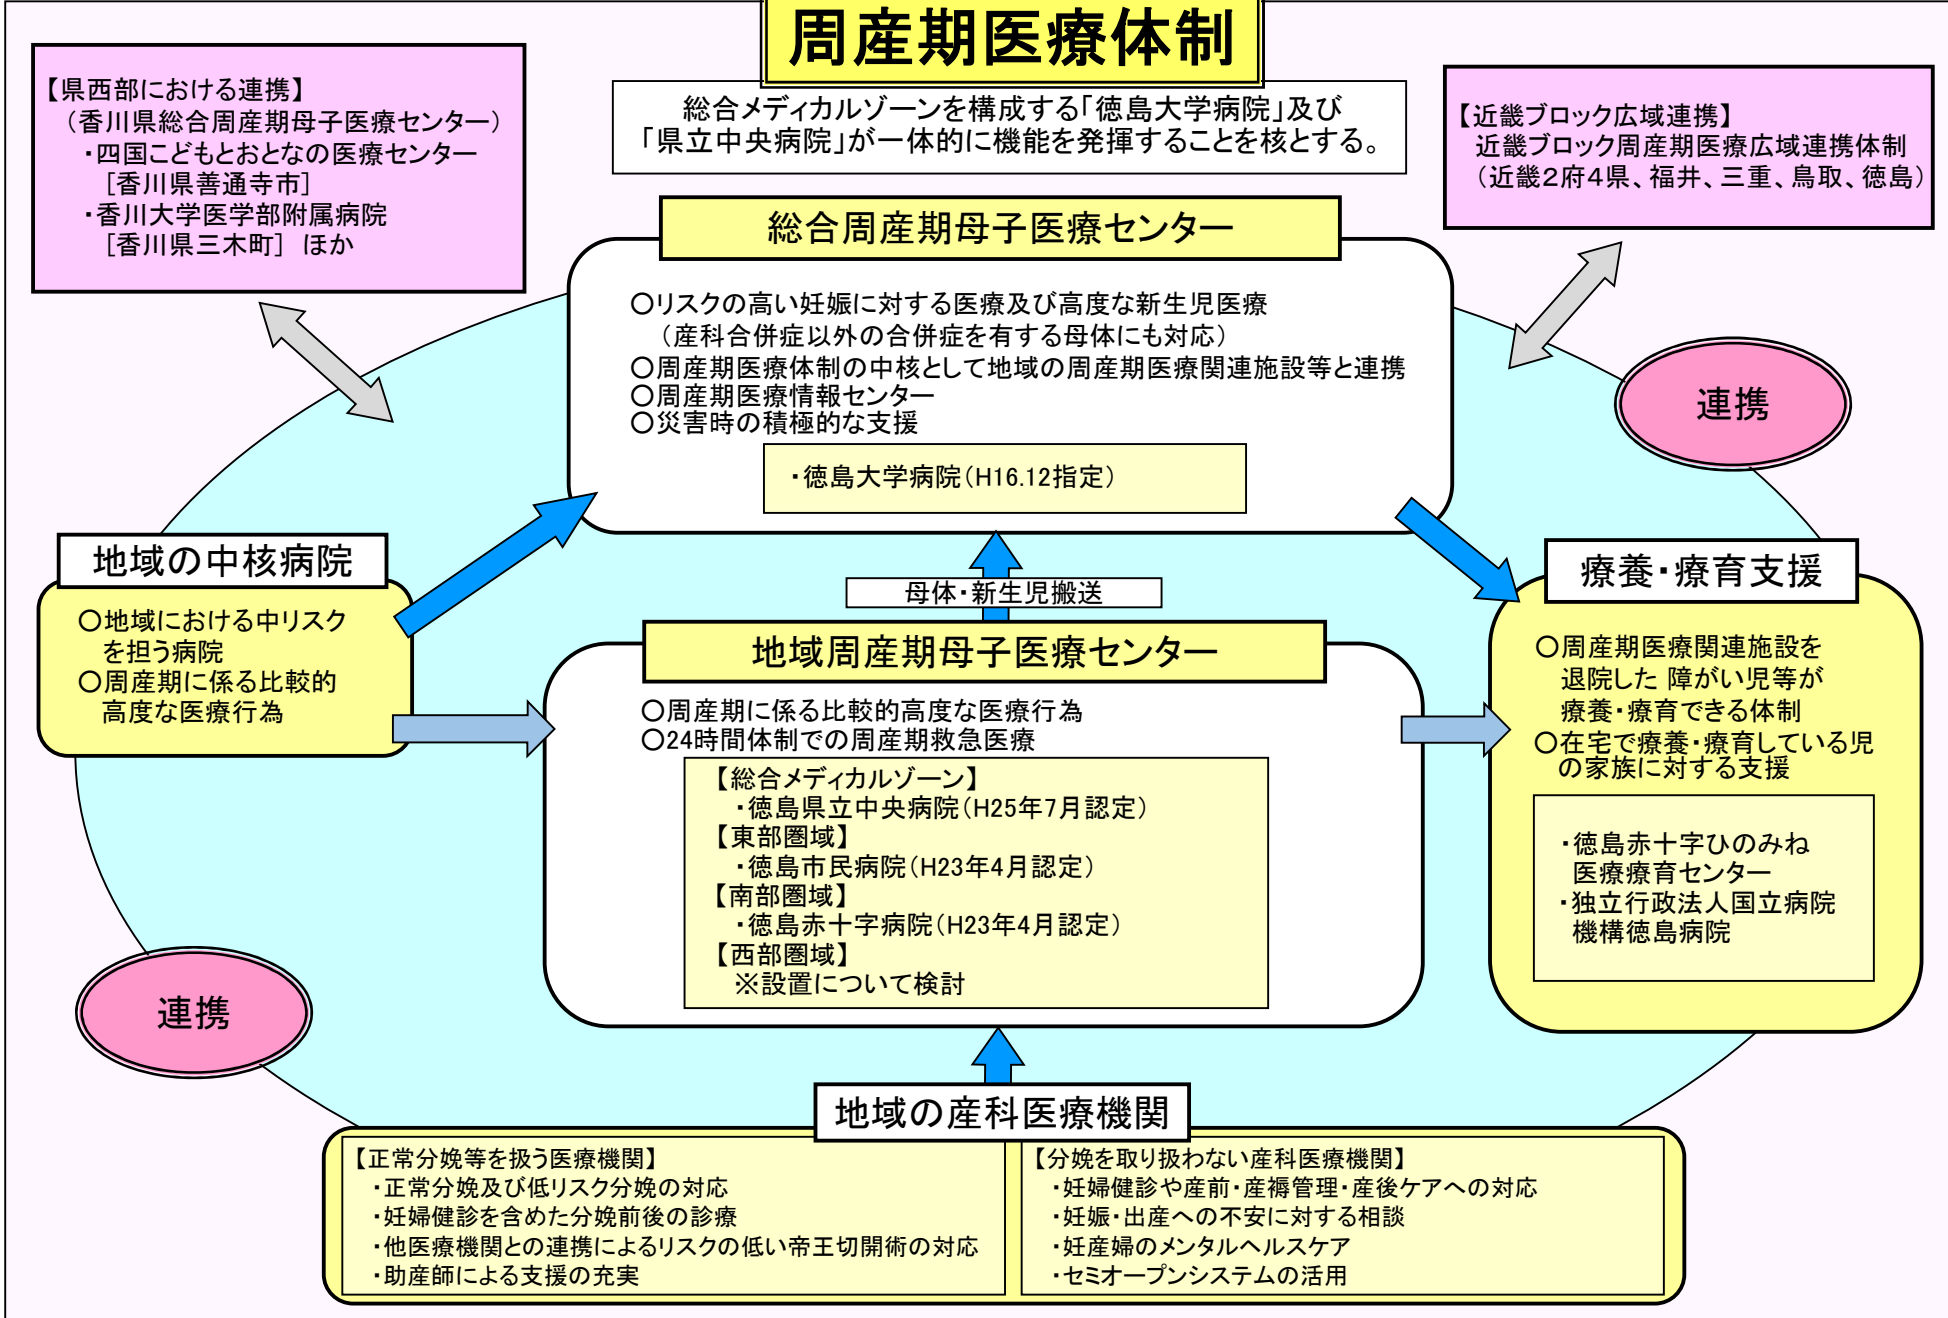 周産期医療体制
総合メディカルゾーンを構成する「徳島大学病院」及び
「県立中央病院」が一体的に機能を発揮することを核とする。
【県西部における連携】
（香川県総合周産期母子医療センター）
・四国こどもとおとなの医療センター
［香川県善通寺市］
・香川大学医学部附属病院
［香川県三木町］ ほか
【近畿ブロック広域連携】
近畿ブロック周産期医療広域連携体制
（近畿２府４県、福井、三重、鳥取、徳島）
総合周産期母子医療センター
○リスクの高い妊娠に対する医療及び高度な新生児医療
（産科合併症以外の合併症を有する母体にも対応）
○周産期医療体制の中核として地域の周産期医療関連施設等と連携
○周産期医療情報センター
○災害時の積極的な支援
・徳島大学病院（H16.12指定）
連携
地域の中核病院
○地域における中リスク
を担う病院
○周産期に係る比較的
高度な医療行為
母体・新生児搬送
地域周産期母子医療センター
○周産期に係る比較的高度な医療行為
○24時間体制での周産期救急医療
【総合メディカルゾーン】
・徳島県立中央病院（H25年7月認定）
【東部圏域】
・徳島市民病院（H23年4月認定）
【南部圏域】
・徳島赤十字病院（H23年4月認定）
【西部圏域】
※設置について検討
療養・療育支援
○周産期医療関連施設を
退院した 障がい児等が
療養・療育できる体制
○在宅で療養・療育している児
の家族に対する支援
・徳島赤十字ひのみね
医療療育センター
・独立行政法人国立病院
機構徳島病院
連携
地域の産科医療機関
【正常分娩等を扱う医療機関】
・正常分娩及び低リスク分娩の対応
・妊婦健診を含めた分娩前後の診療
・他医療機関との連携によるリスクの低い帝王切開術の対応
・助産師による支援の充実
【分娩を取り扱わない産科医療機関】
・妊婦健診や産前・産褥管理・産後ケアへの対応
・妊娠・出産への不安に対する相談
・妊産婦のメンタルヘルスケア
・セミオープンシステムの活用